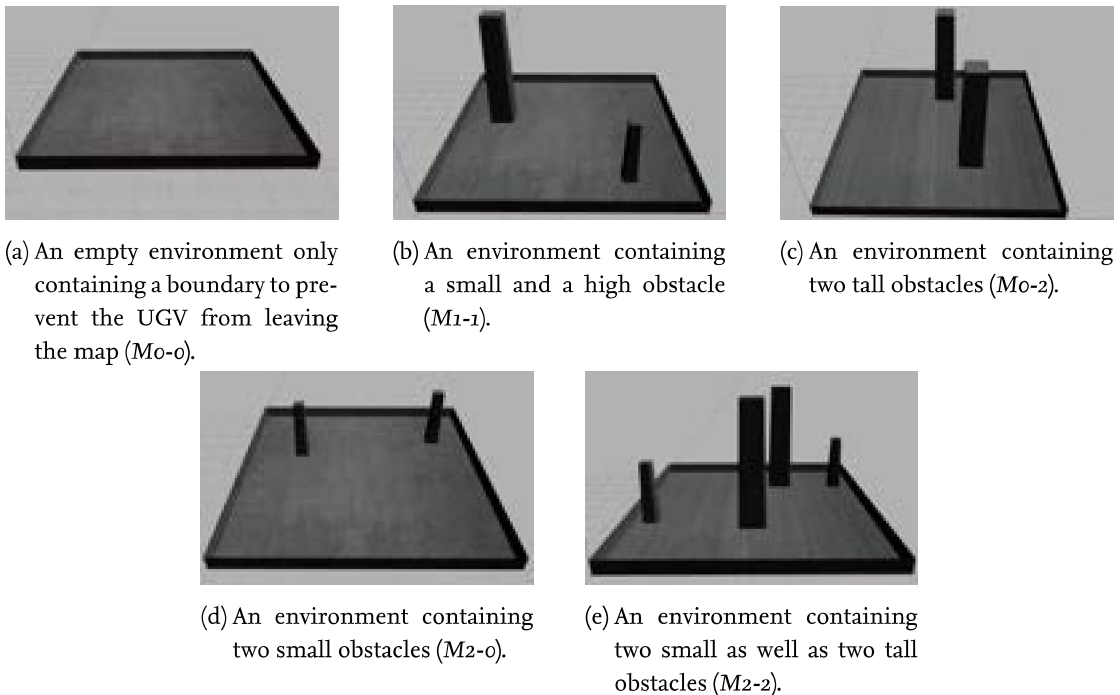 (a) An empty environment only
containing a boundary to pre-
vent the UGV from leaving
the map (M0-0).
(b) An environment containing
a small and a high obstacle
(M1-1).
(c) An environment containing
two tall obstacles (M0-2).
(d) An environment containing
two small obstacles (M2-0).
(e) An environment containing
two small as well as two tall
obstacles (M2-2).